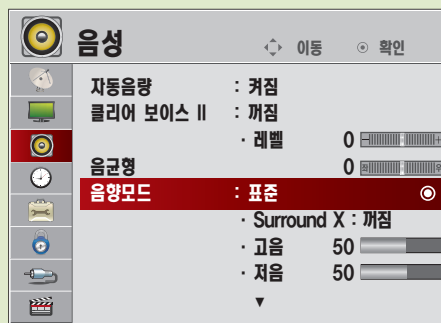 음성
이동 확인
자동음량 : 켜짐
클리어 보이스 II : 꺼짐
· 레벨 0 - +
음균형 0 좌 우
음향모드 : 표준
· Surround X : 꺼짐
· 고음 50
· 저음 50
▼